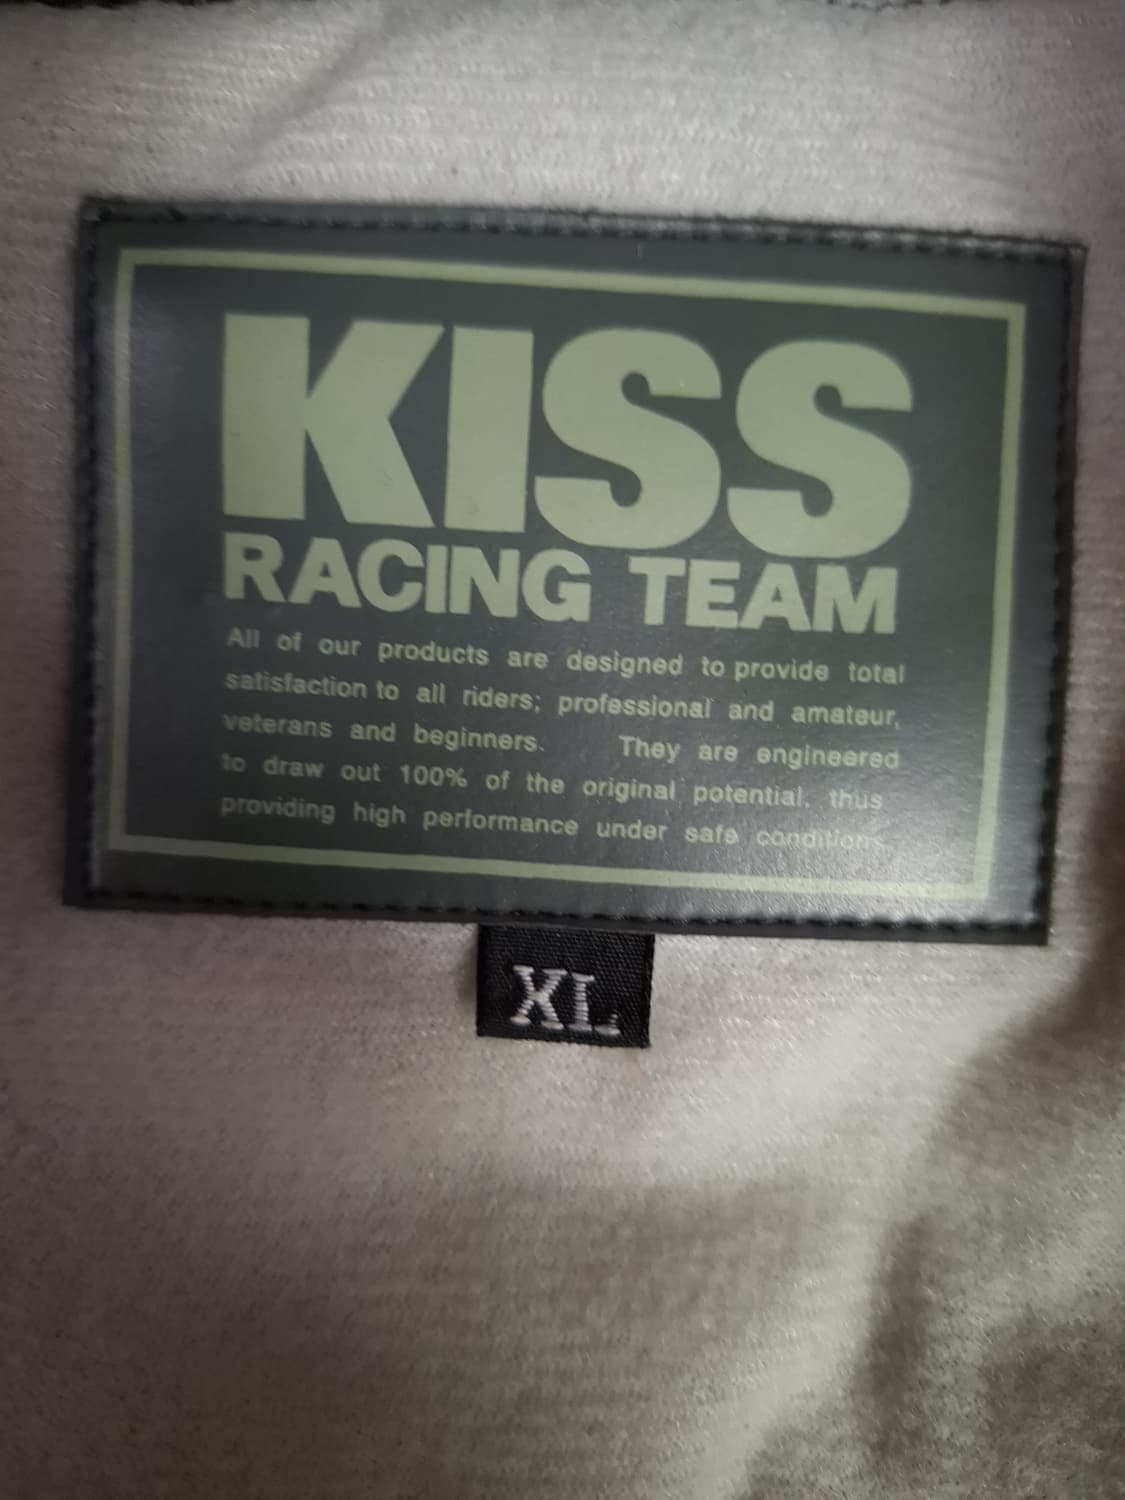 KISS
RACING TEAM
All of our products are designed to provide total
satisfaction to all riders; professional and amateur,
veterans and beginners. They are engineered
to draw out 100% of the original potential, thus
providing high performance under safe conditions.
XL